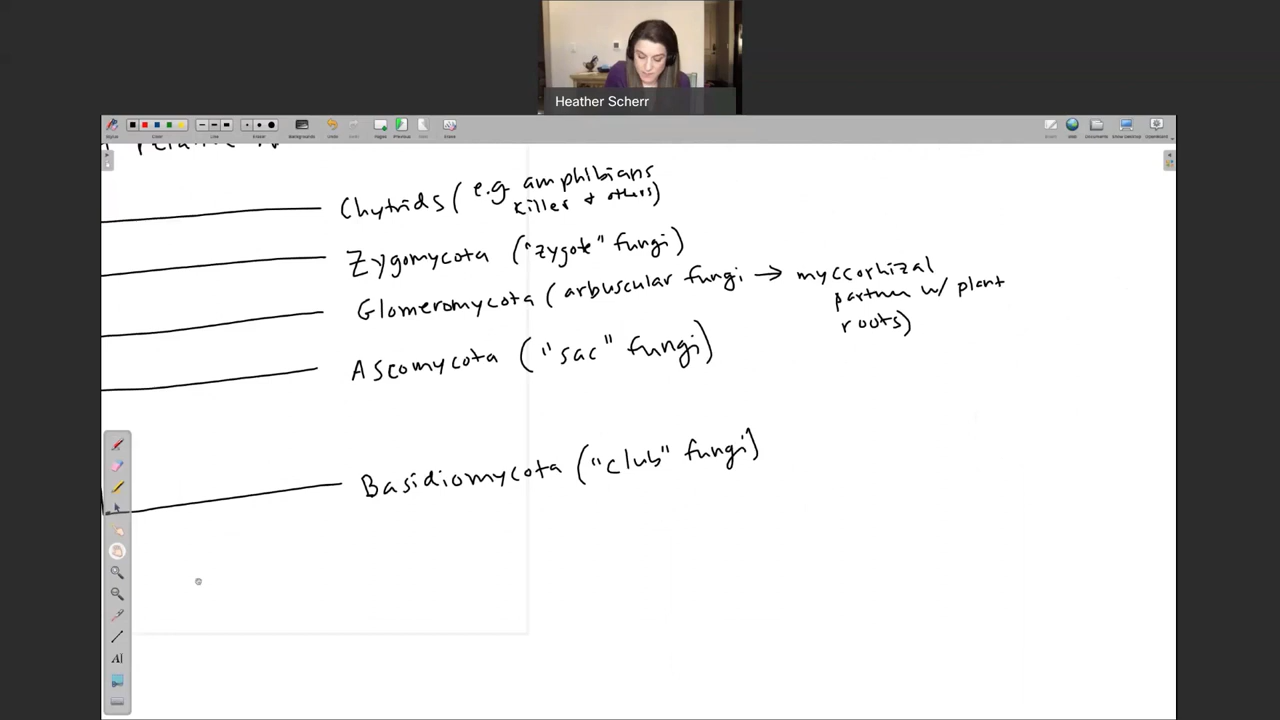 Heather Scherr
Chytrids (e.g. amphibians
killer & others)
Zygomycota ("zygote" fungi)
Glomeromycota (arbuscular fungi → myccorhizal
partner w/ plant
roots)
Ascomycota ("sac" fungi)
Basidiomycota ("club" fungi)